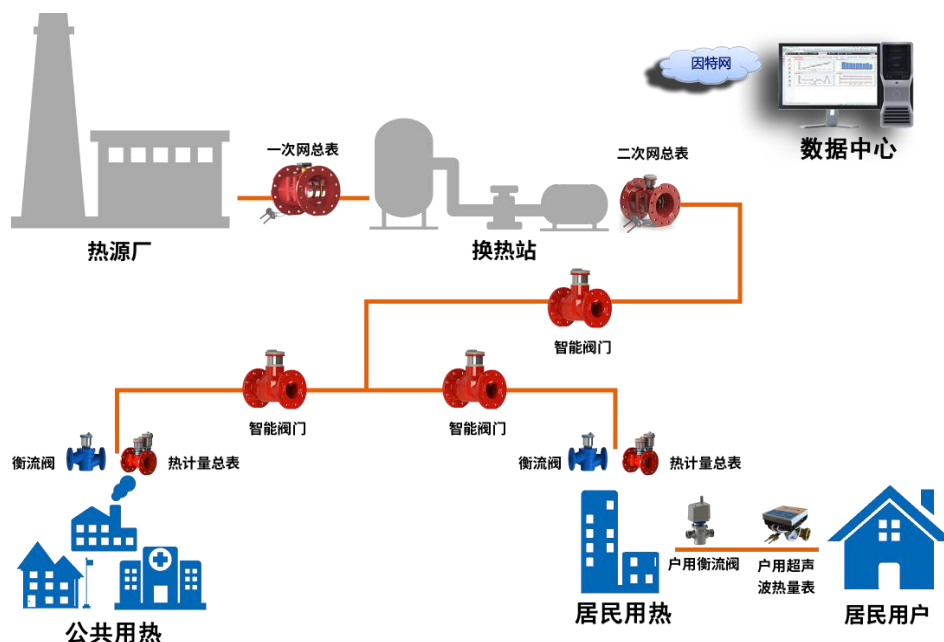 因特网
数据中心
一次网总表
二次网总表
热源厂
换热站
智能阀门
智能阀门
智能阀门
衡流阀
热计量总表
衡流阀
热计量总表
户用衡流阀
户用超声
波热量表
公共用热
居民用热
居民用户